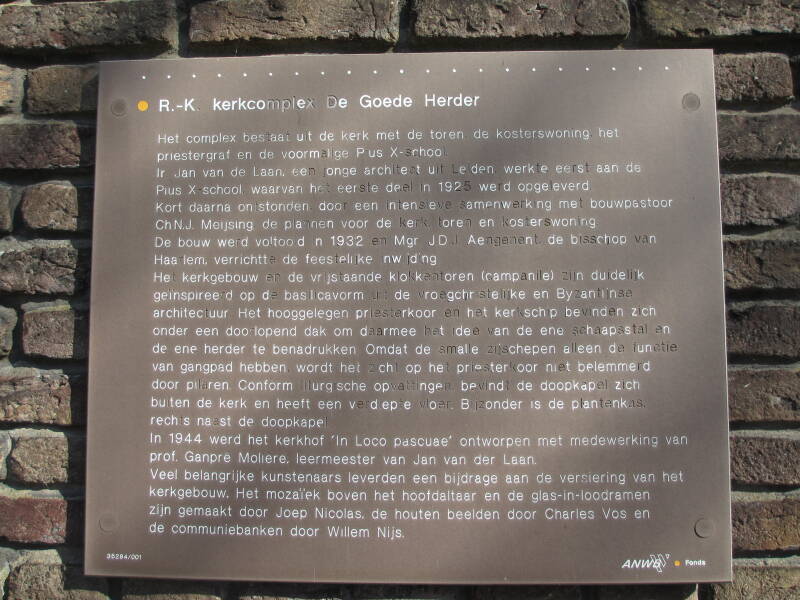 R.-K. kerkcomplex De Goede Herder
Het complex bestaat uit de kerk met de toren, de kosterswoning, het
priestergraf en de voormalige Pius X-school.
Ir Jan van de Laan, een jonge architect uit Leiden, werkte eerst aan de
Pius X-school, waarvan het eerste deel in 1925 werd opgeleverd.
Kort daarna ontstonden, door een intensieve samenwerking met bouwpastoor
Ch.N.J. Meijsing, de plannen voor de kerk, toren en kosterswoning.
De bouw werd voltooid in 1932 en Mgr. J.D.J. Aengenent, de bisschop van
Haarlem, verrichtte de feestelijke inwijding.
Het kerkgebouw en de vrijstaande klokkentoren (campanile) zijn duidelijk
geïnspireerd op de basilicavorm uit de vroegchristelijke en Byzantijnse
architectuur. Het hooggelegen priesterkoor en het kerkschip bevinden zich
onder een doorlopend dak om daarmee het idee van de ene schaapsstal en
de ene herder te benadrukken. Omdat de smalle zijschepen alleen de functie
van gangpad hebben, wordt het zicht op het priesterkoor niet belemmerd
door pilaren. Conform liturgische opvattingen, bevindt de doopkapel zich
buiten de kerk en heeft een verdiepte vloer. Bijzonder is de plantenkas,
rechts naast de doopkapel.
In 1944 werd het kerkhof 'In Loco pascuae' ontworpen met medewerking van
prof. Ganpré Molière, leermeester van Jan van der Laan.
Veel belangrijke kunstenaars leverden een bijdrage aan de versiering van het
kerkgebouw. Het mozaïek boven het hoofdaltaar en de glas-in-loodramen
zijn gemaakt door Joep Nicolas, de houten beelden door Charles Vos en
de communiebanken door Willem Nijs.
35284/001
ANWB Fonds